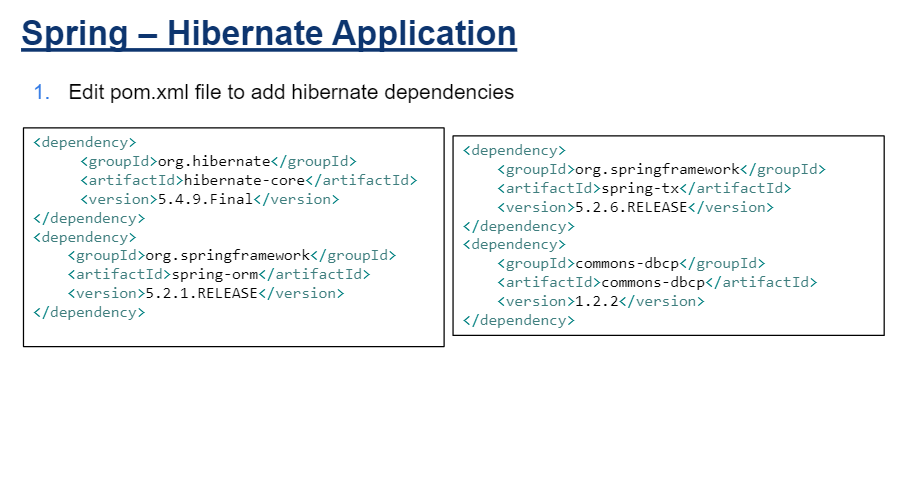 Spring – Hibernate Application
1. Edit pom.xml file to add hibernate dependencies
<dependency>
<groupId>org.hibernate</groupId>
<artifactId>hibernate-core</artifactId>
<version>5.4.9.Final</version>
</dependency>
<dependency>
<groupId>org.springframework</groupId>
<artifactId>spring-orm</artifactId>
<version>5.2.1.RELEASE</version>
</dependency>
<dependency>
<groupId>org.springframework</groupId>
<artifactId>spring-tx</artifactId>
<version>5.2.6.RELEASE</version>
</dependency>
<dependency>
<groupId>commons-dbcp</groupId>
<artifactId>commons-dbcp</artifactId>
<version>1.2.2</version>
</dependency>